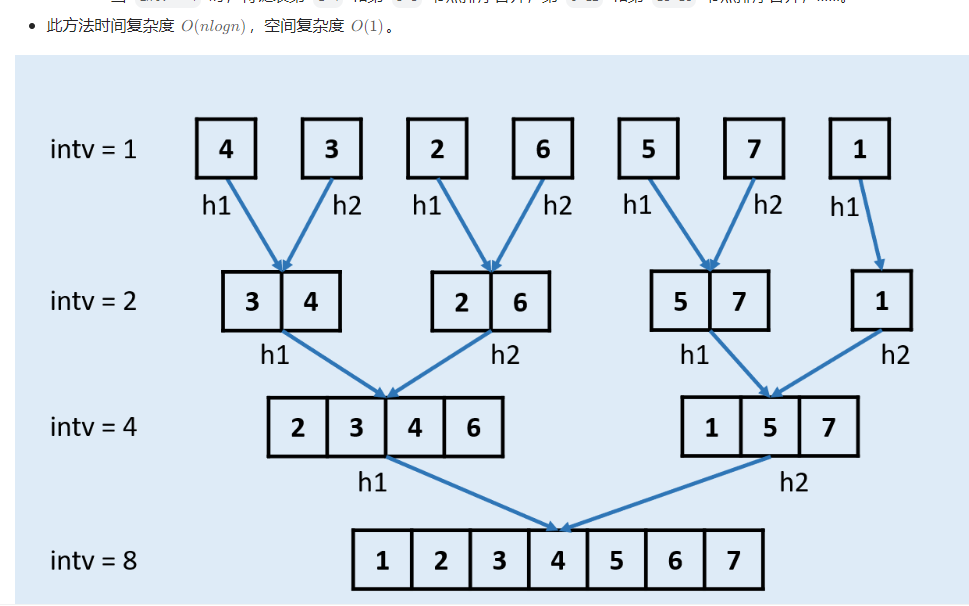 • 此方法时间复杂度 O(nlogn)，空间复杂度 O(1)。
intv = 1 4 3 2 6 5 7 1
h1 h2 h1 h2 h1 h2 h1
intv = 2 3 4 2 6 5 7 1
h1 h2 h1 h2
intv = 4 2 3 4 6 1 5 7
h1 h2
intv = 8 1 2 3 4 5 6 7